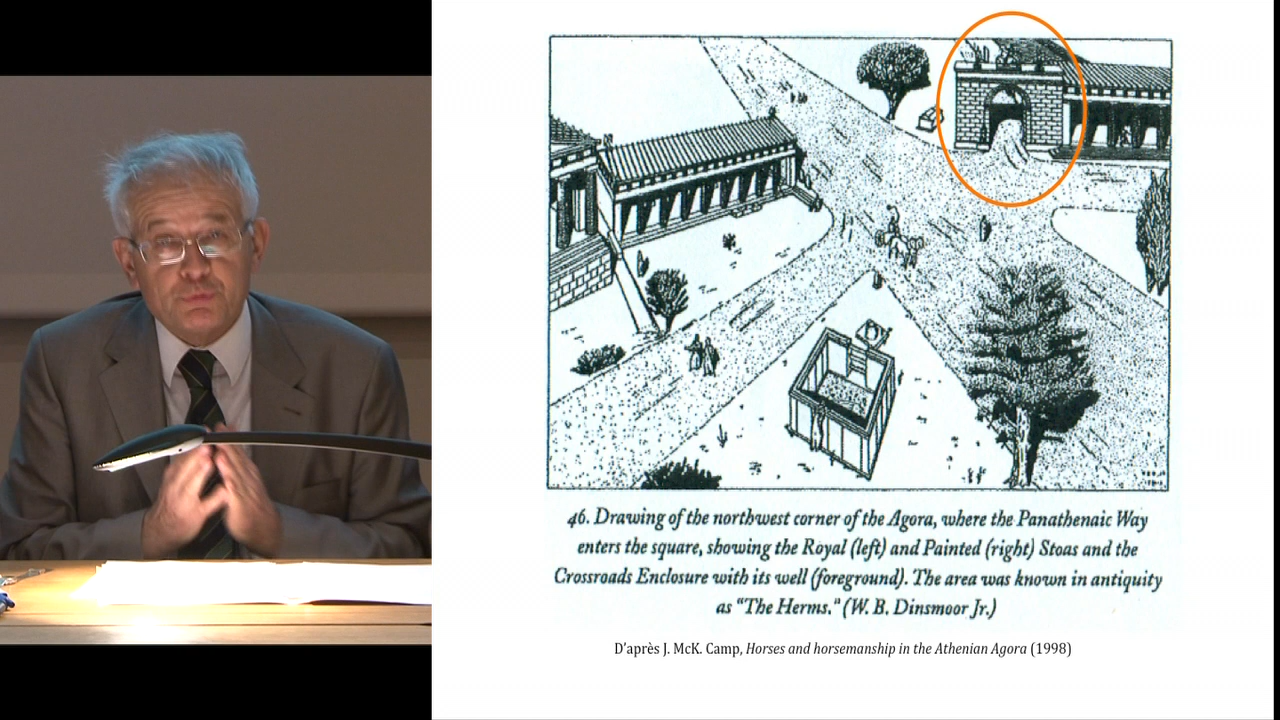 46. Drawing of the northwest corner of the Agora, where the Panathenaic Way
enters the square, showing the Royal (left) and Painted (right) Stoas and the
Crossroads Enclosure with its well (foreground). The area was known in antiquity
as "The Herms." (W. B. Dinsmoor Jr.)
D'après J. McK. Camp, Horses and horsemanship in the Athenian Agora (1998)